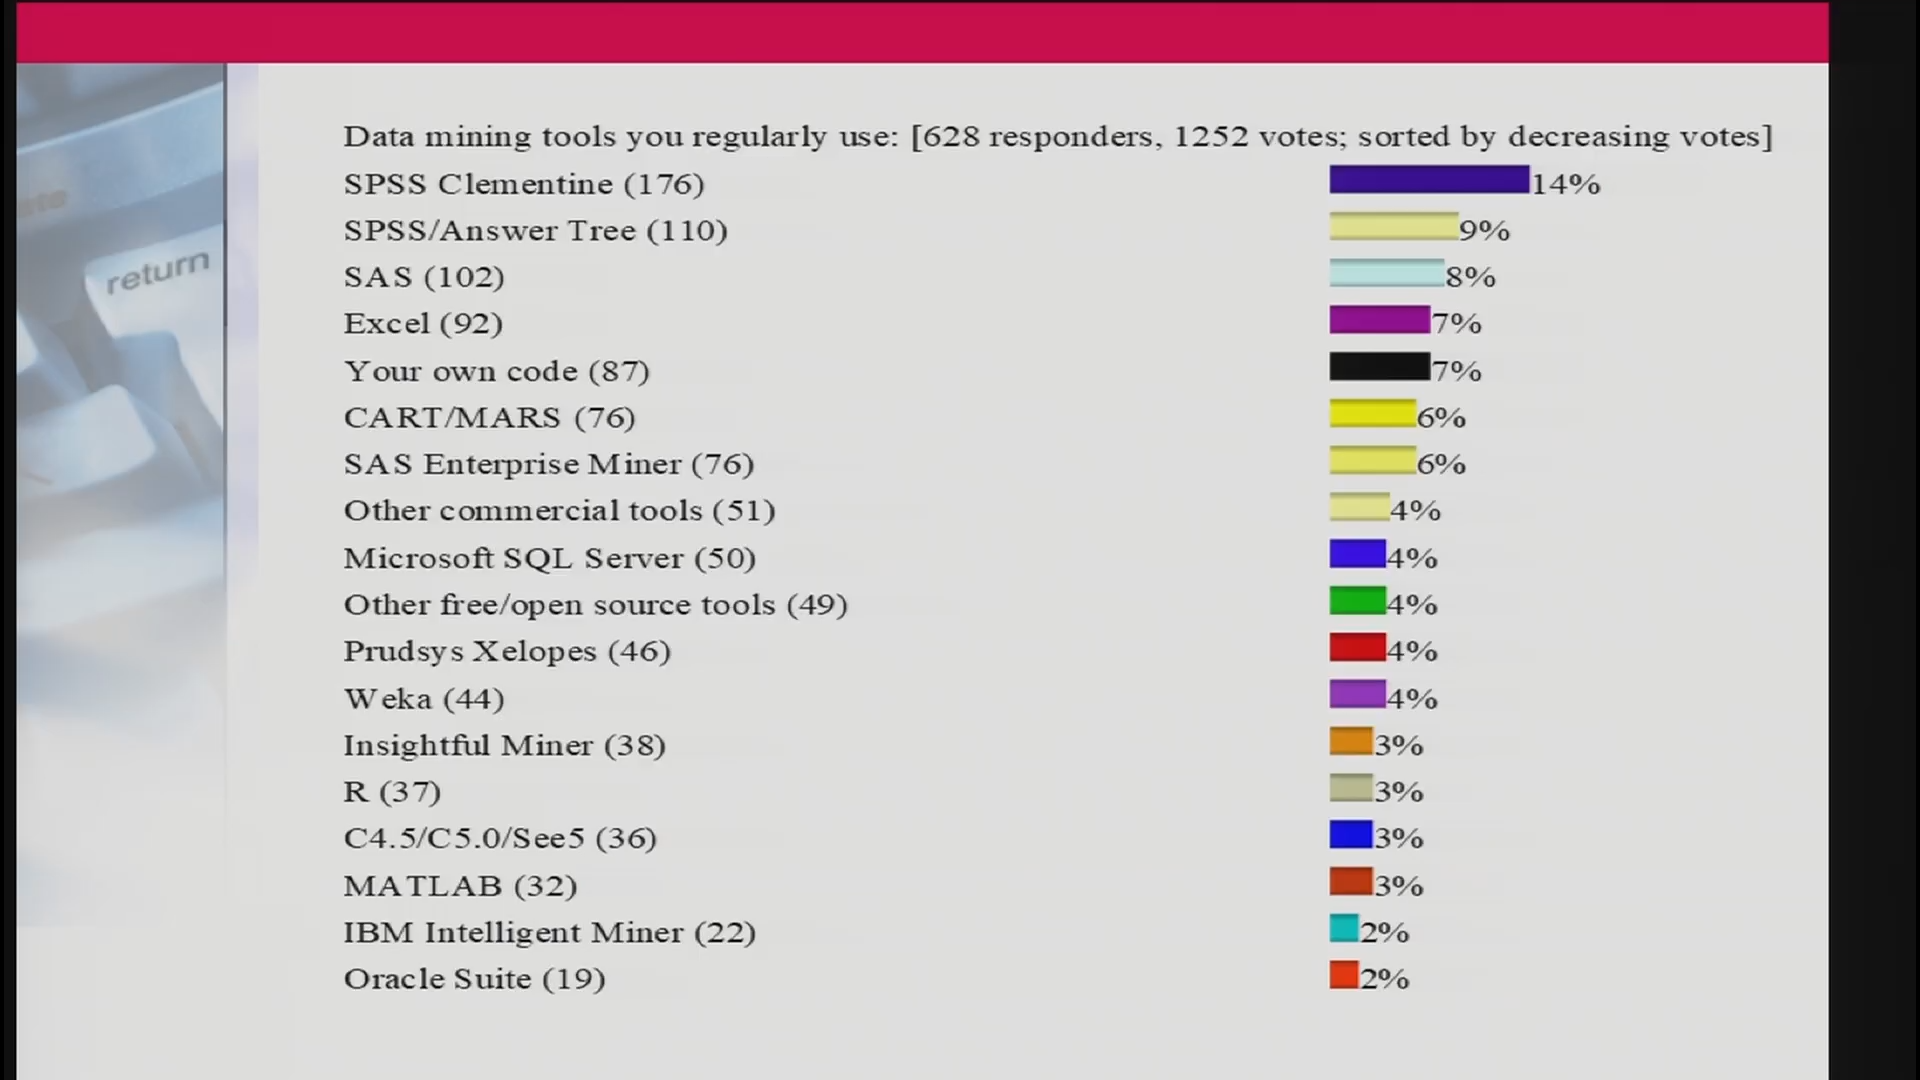 Data mining tools you regularly use: [628 responders, 1252 votes; sorted by decreasing votes]
SPSS Clementine (176) 14%
SPSS/Answer Tree (110) 9%
SAS (102) 8%
return
Excel (92) 7%
Your own code (87) 7%
CART/MARS (76) 6%
SAS Enterprise Miner (76) 6%
Other commercial tools (51) 4%
Microsoft SQL Server (50) 4%
Other free/open source tools (49) 4%
Prudsys Xelopes (46) 4%
Weka (44) 4%
Insightful Miner (38) 3%
R (37) 3%
C4.5/C5.0/See5 (36) 3%
MATLAB (32) 3%
IBM Intelligent Miner (22) 2%
Oracle Suite (19) 2%